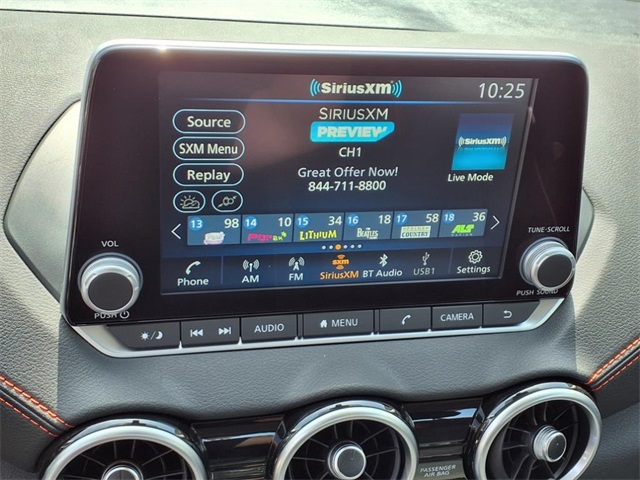 SiriusXM
10:25
SIRIUSXM
PREVIEW
CH1
Great Offer Now!
844-711-8800
SiriusXM
Live Mode
Source
SXM Menu
Replay
13 98 14 10 15 34 16 18 17 58 18 36
LITHIUM BEATLES COUNTRY ALT
Phone AM FM SiriusXM BT Audio USB1 Settings
VOL
PUSH
TUNE·SCROLL
PUSH SOUND
AUDIO MENU CAMERA
PASSENGER
AIR BAG